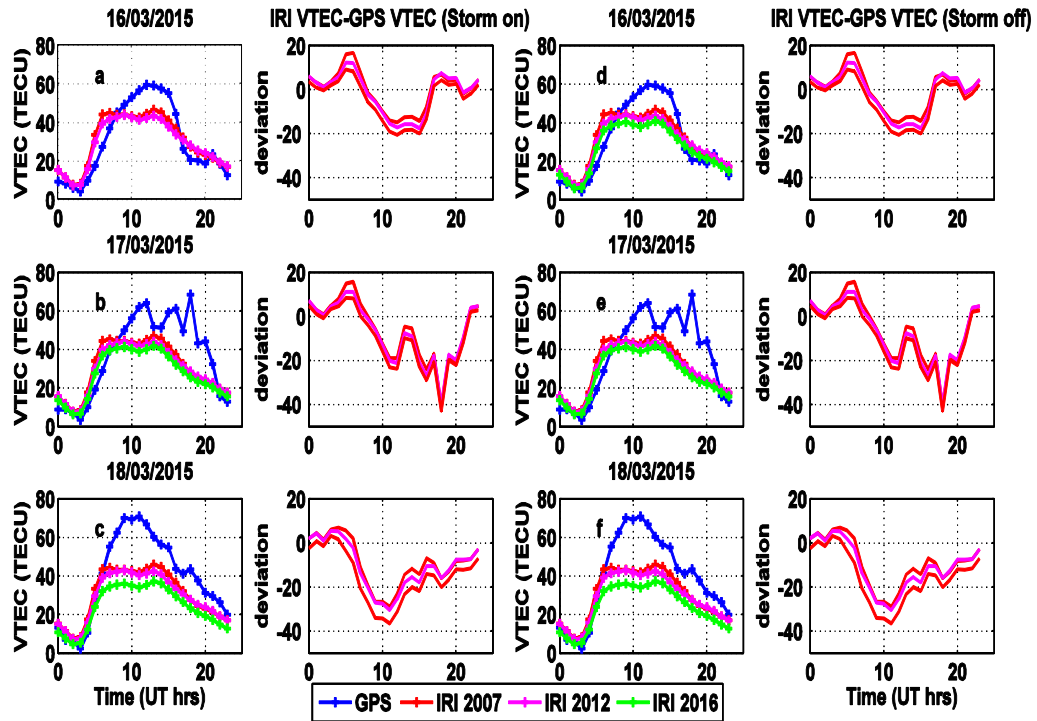 16/03/2015 IRI VTEC-GPS VTEC (Storm on) 16/03/2015 IRI VTEC-GPS VTEC (Storm off)
80 20 80 20
a d
60 0 60 0
VTEC (TECU) deviation VTEC (TECU) deviation
40 -20 40 -20
20 -40 20 -40
0 0
0 10 20 0 10 20 0 10 20 0 10 20
17/03/2015 17/03/2015
80 20 80 20
b e
60 0 60 0
VTEC (TECU) deviation VTEC (TECU) deviation
40 -20 40 -20
20 -40 20 -40
0 0
0 10 20 0 10 20 0 10 20 0 10 20
18/03/2015 18/03/2015
80 20 80 20
c f
60 0 60 0
VTEC (TECU) deviation VTEC (TECU) deviation
40 -20 40 -20
20 -40 20 -40
0 0
0 10 20 0 10 20 0 10 20 0 10 20
Time (UT hrs) Time (UT hrs)
GPS IRI 2007 IRI 2012 IRI 2016